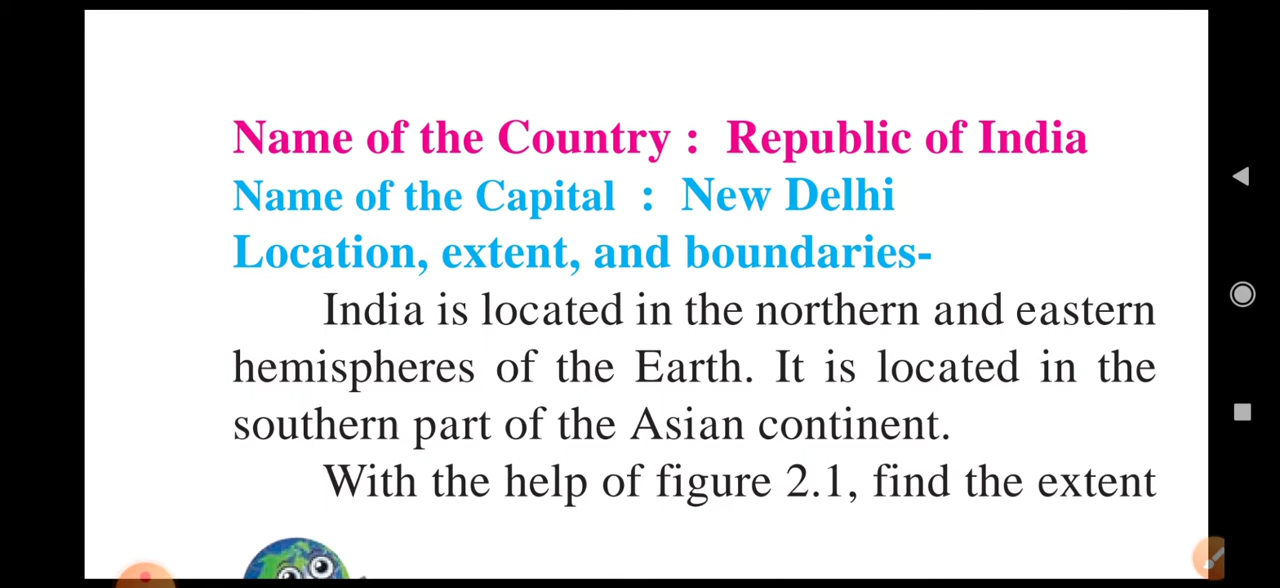 Name of the Country : Republic of India
Name of the Capital : New Delhi
Location, extent, and boundaries-
India is located in the northern and eastern
hemispheres of the Earth. It is located in the
southern part of the Asian continent.
With the help of figure 2.1, find the extent